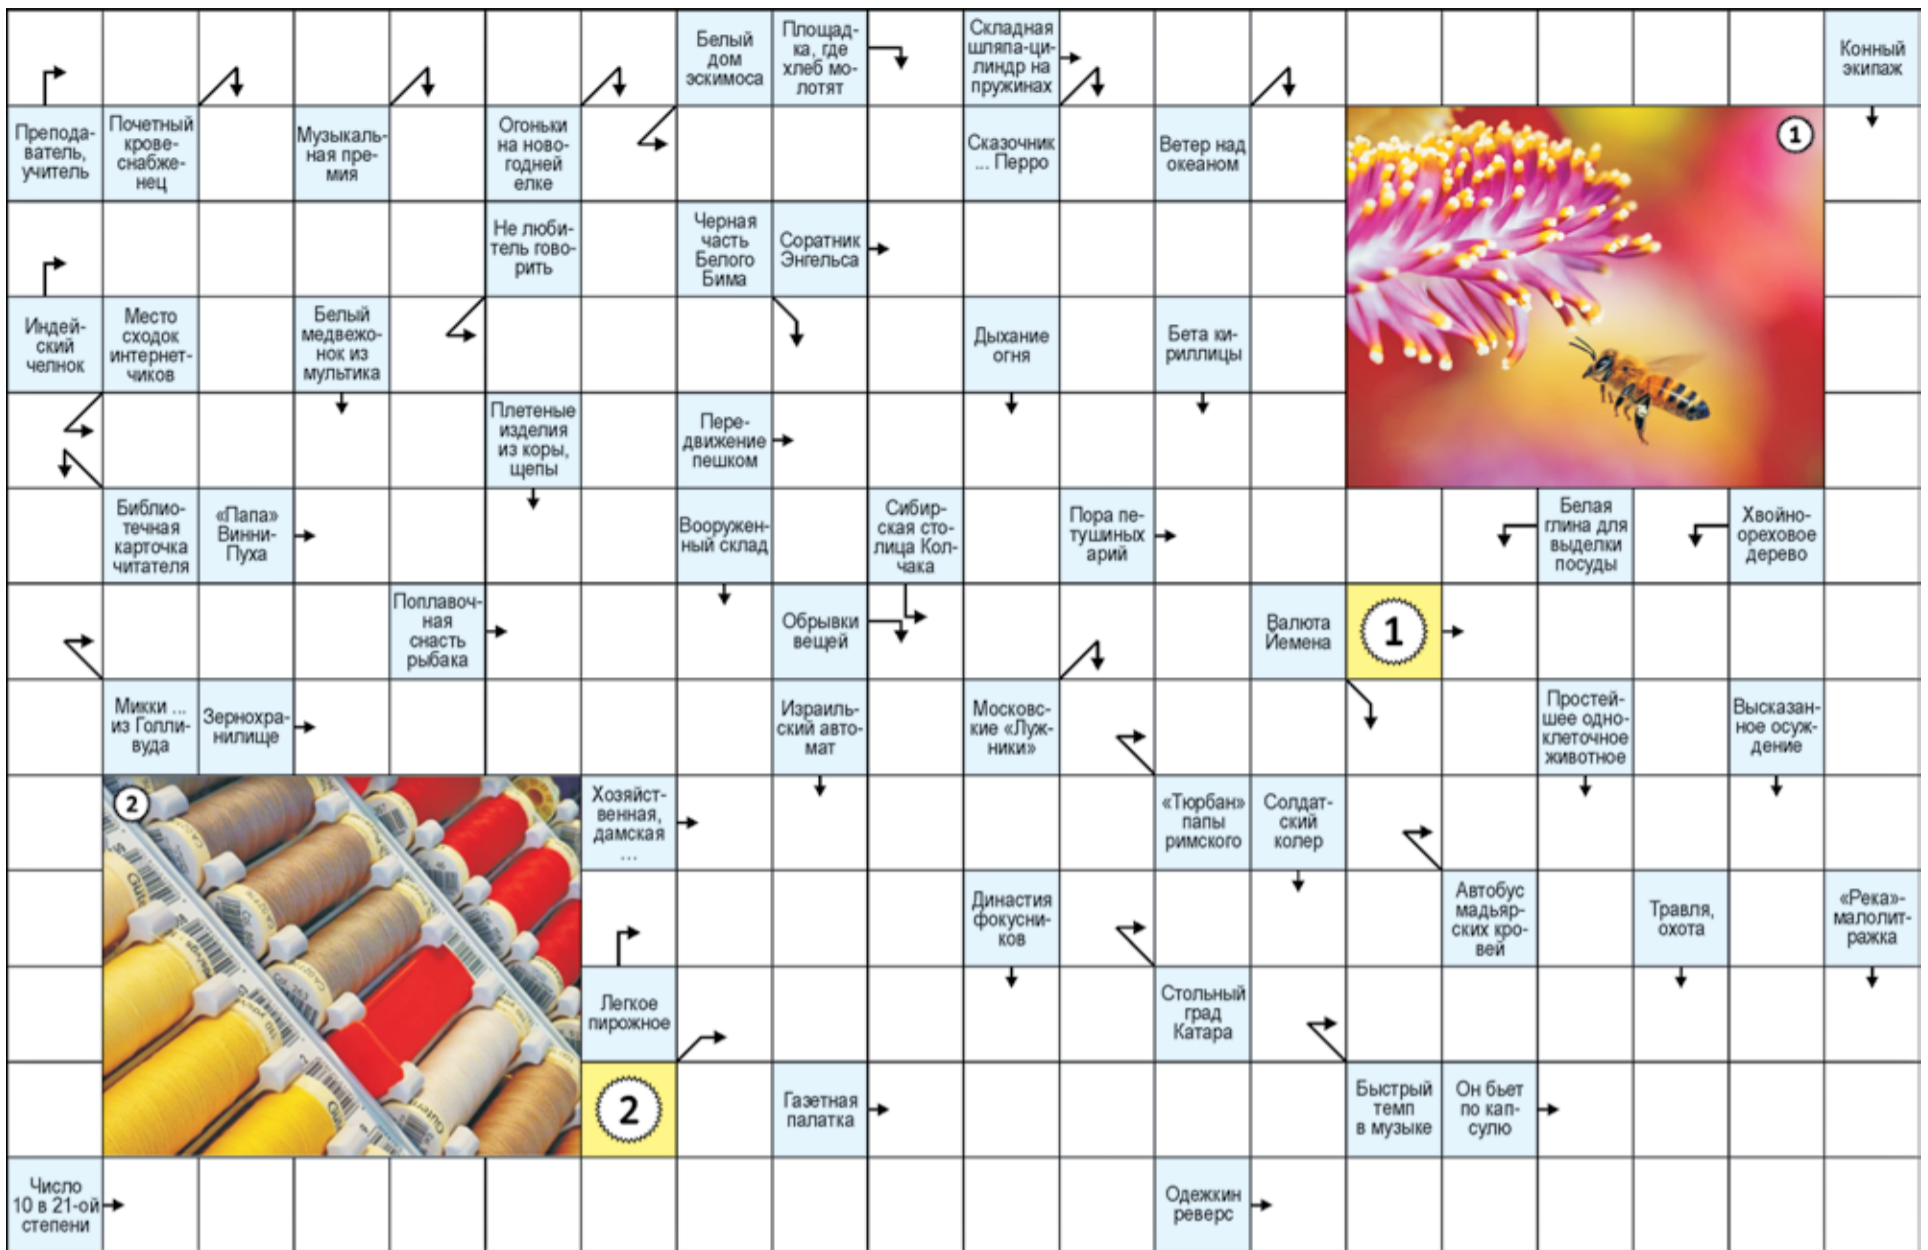 Белый
дом
эскимоса
Площад-
ка, где
хлеб мо-
лотят
Складная
шляпа-ци-
линдр на
пружинах
Конный
экипаж
Препода-
ватель,
учитель
Почетный
крове-
снабже-
нец
Музыкаль-
ная пре-
мия
Огоньки
на ново-
годней
елке
Сказочник
... Перро
Ветер над
океаном
1
Не люби-
тель гово-
рить
Черная
часть
Белого
Бима
Соратник
Энгельса
Индей-
ский
челнок
Место
сходок
интернет-
чиков
Белый
медвежо-
нок из
мультика
Дыхание
огня
Бета ки-
риллицы
Плетеные
изделия
из коры,
щепы
Пере-
движение
пешком
Библио-
течная
карточка
читателя
«Папа»
Винни-
Пуха
Вооружен-
ный склад
Сибир-
ская сто-
лица Кол-
чака
Пора пе-
тушиных
арий
Белая
глина для
выделки
посуды
Хвойно-
ореховое
дерево
Поплавоч-
ная
снасть
рыбака
Обрывки
вещей
Валюта
Йемена
1
Микки ...
из Голли-
вуда
Зернохра-
нилище
Израиль-
ский авто-
мат
Московс-
кие «Луж-
ники»
Простей-
шее одно-
клеточное
животное
Высказан-
ное осуж-
дение
2
Хозяйст-
венная,
дамская
...
«Тюрбан»
папы
римского
Солдат-
ский
колер
Династия
фокусни-
ков
Автобус
мадьяр-
ских кро-
вей
Травля,
охота
«Река»-
малолит-
ражка
Легкое
пирожное
Стольный
град
Катара
2
Газетная
палатка
Быстрый
темп
в музыке
Он бьет
по кап-
сулю
Число
10 в 21-ой
степени
Одежкин
реверс